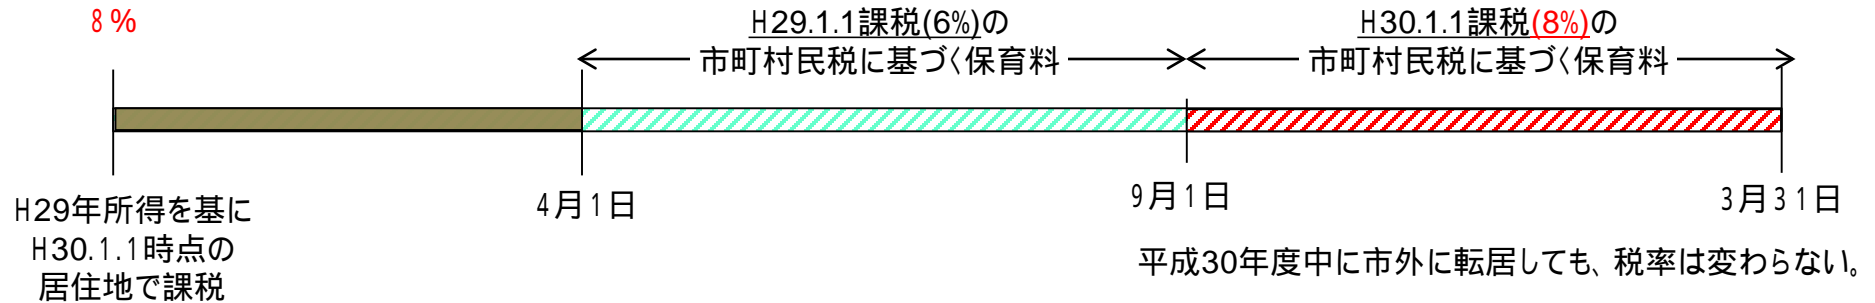 8％
H29.1.1課税(6%)の
市町村民税に基づく保育料
H30.1.1課税(8%)の
市町村民税に基づく保育料
H29年所得を基に
H30.1.1時点の
居住地で課税
4月1日
9月1日
3月31日
平成30年度中に市外に転居しても、税率は変わらない。